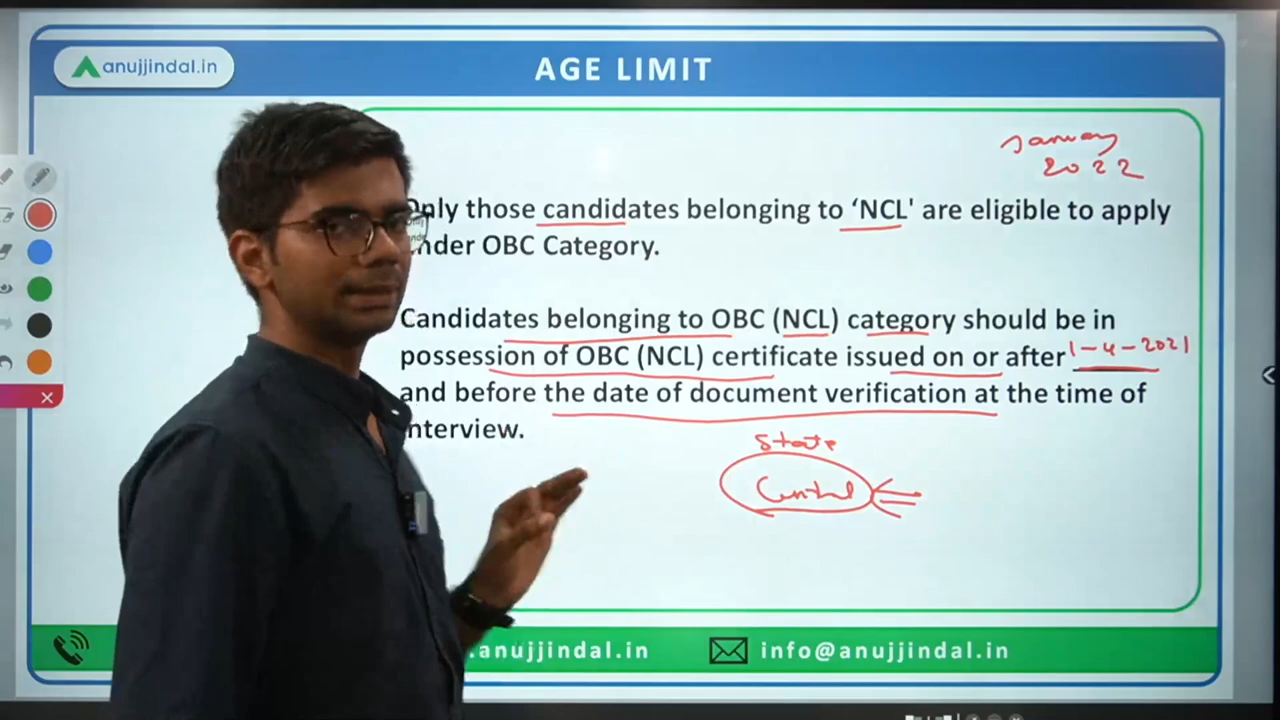 anujjindal.in
AGE LIMIT
January
2022
Only those candidates belonging to ‘NCL' are eligible to apply
under OBC Category.
Candidates belonging to OBC (NCL) category should be in
possession of OBC (NCL) certificate issued on or after 1-4-2021
and before the date of document verification at the time of
interview.
State
Central
.anujjindal.in
info@anujjindal.in